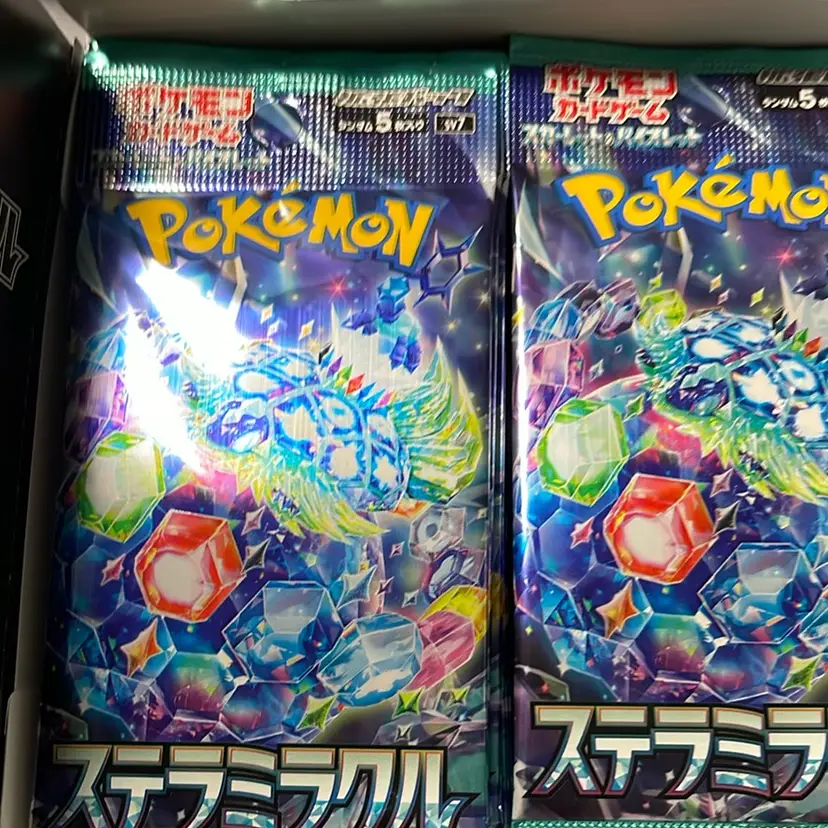 ポケモン
カードゲーム
ランダム5枚入り
SV7
POKÉMON
ステラミラクル
ポケモン
カードゲーム
スカーレット&バイオレット
ランダム5枚
POKÉMO
ステラミラ